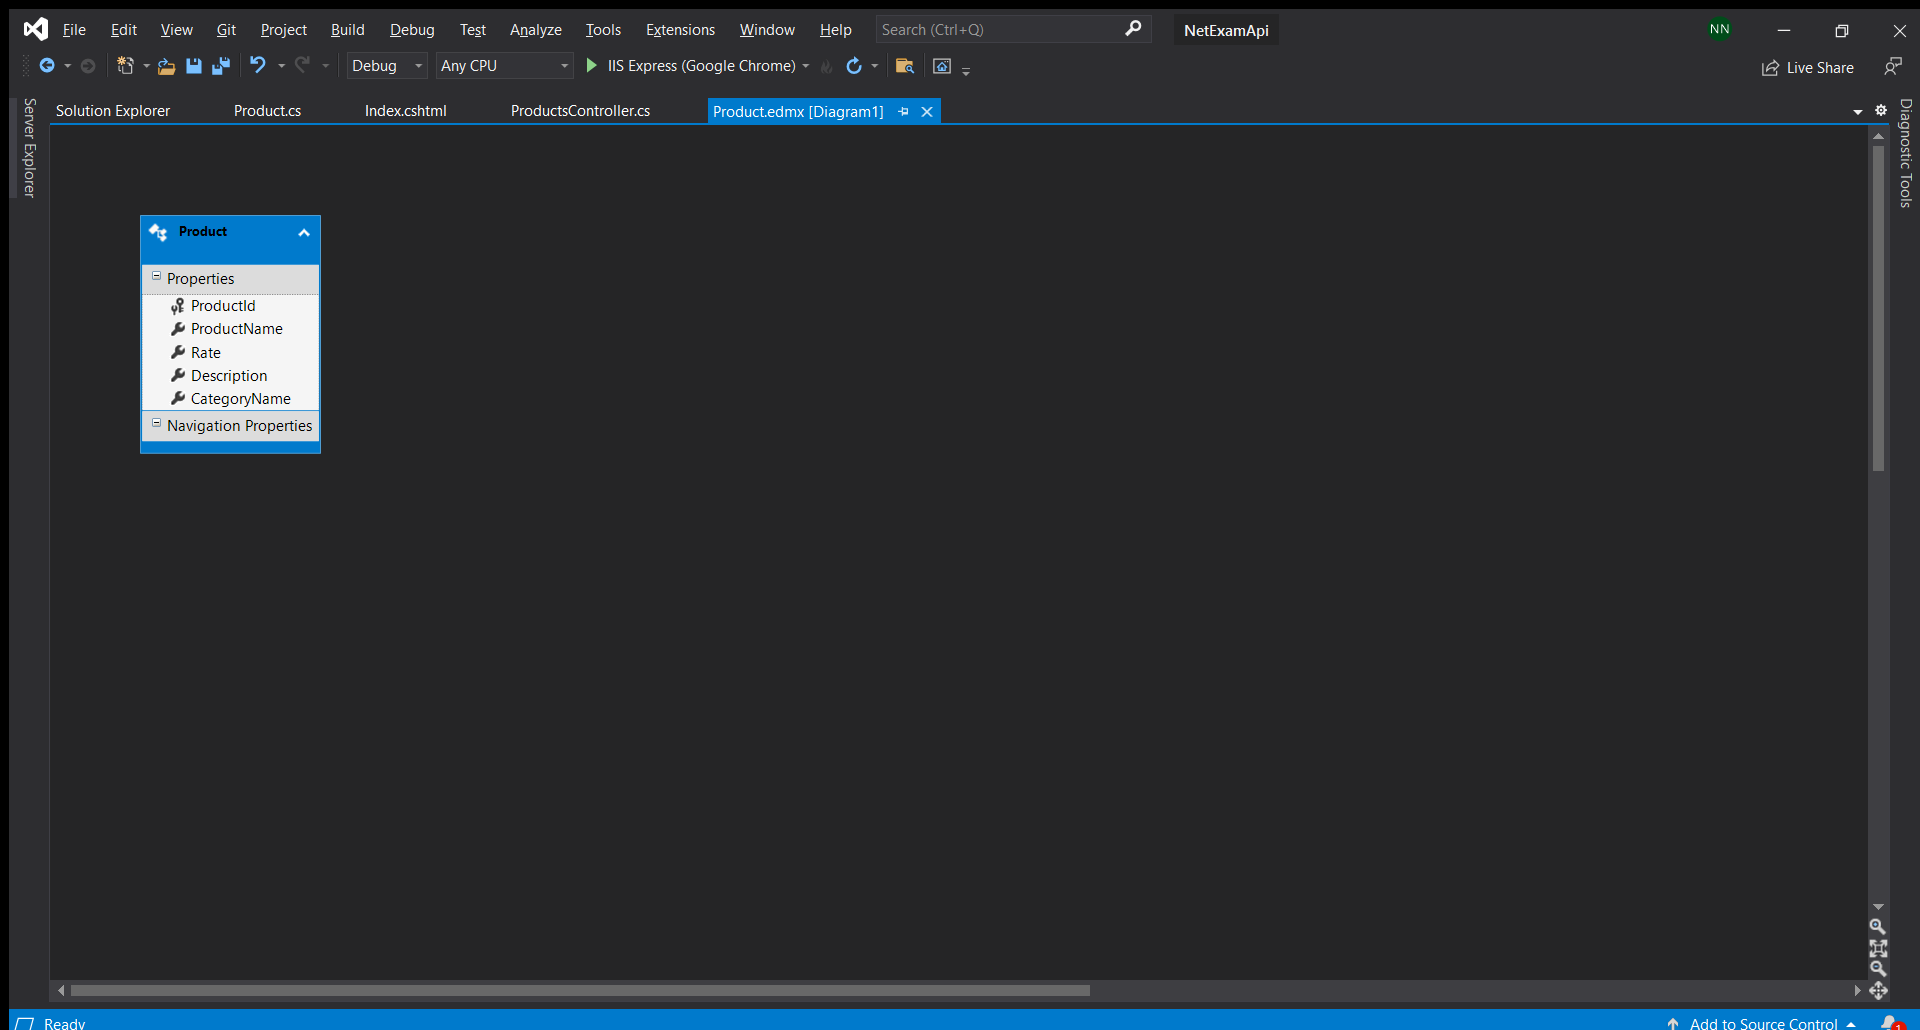 File Edit View Git Project Build Debug Test Analyze Tools Extensions Window Help Search (Ctrl+Q) NetExamApi NN
Debug Any CPU IIS Express (Google Chrome) Live Share
Server Explorer
Solution Explorer Product.cs Index.cshtml ProductsController.cs Product.edmx [Diagram1]
Diagnostic Tools
Product
Properties
ProductId
ProductName
Rate
Description
CategoryName
Navigation Properties
Ready Add to Source Control 1